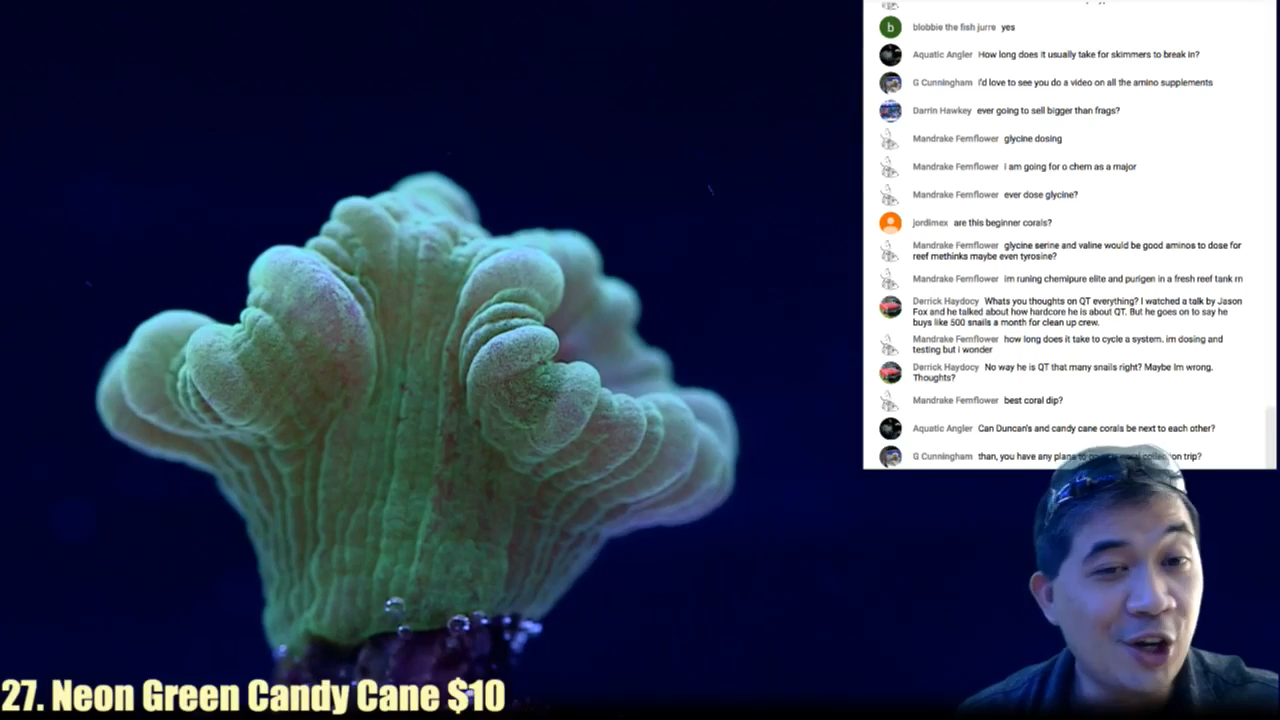 b blobbie the fish jurre yes
Aquatic Angler How long does it usually take for skimmers to break in?
G Cunningham i'd love to see you do a video on all the amino supplements
Darrin Hawkey ever going to sell bigger than frags?
Mandrake Fernflower glycine dosing
Mandrake Fernflower i am going for o chem as a major
Mandrake Fernflower ever dose glycine?
jordimex are this beginner corals?
Mandrake Fernflower glycine serine and valine would be good aminos to dose for
reef methinks maybe even tyrosine?
Mandrake Fernflower im runing chemipure elite and purigen in a fresh reef tank rn
Derrick Haydocy Whats you thoughts on QT everything? I watched a talk by Jason
Fox and he talked about how hardcore he is about QT. But he goes on to say he
buys like 500 snails a month for clean up crew.
Mandrake Fernflower how long does it take to cycle a system. im dosing and
testing but i wonder
Derrick Haydocy No way he is QT that many snails right? Maybe Im wrong.
Thoughts?
Mandrake Fernflower best coral dip?
Aquatic Angler Can Duncan's and candy cane corals be next to each other?
G Cunningham than, you have any plans to trip?
27. Neon Green Candy Cane $10